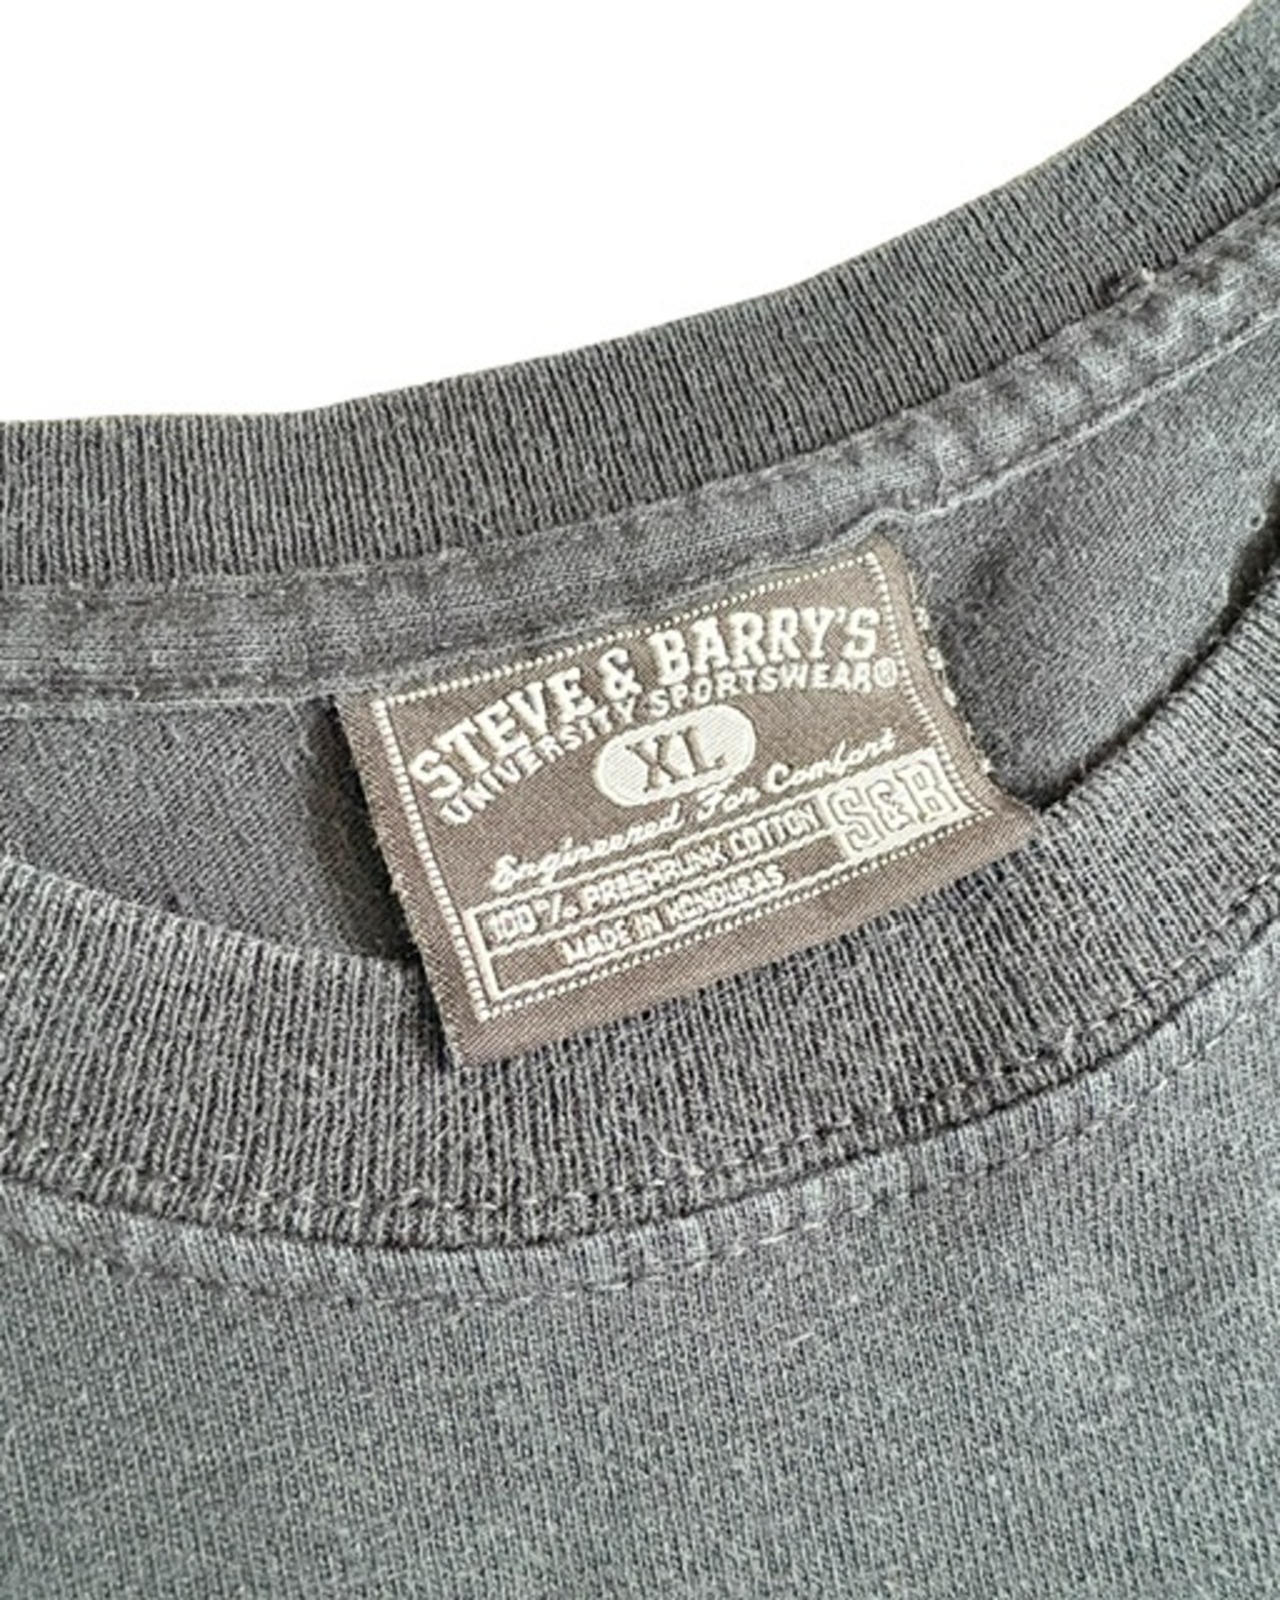 STEVE & BARRY'S
UNIVERSITY SPORTSWEAR®
XL
Engineered For Comfort
100% PRESHRUNK COTTON
S&B
MADE IN HONDURAS